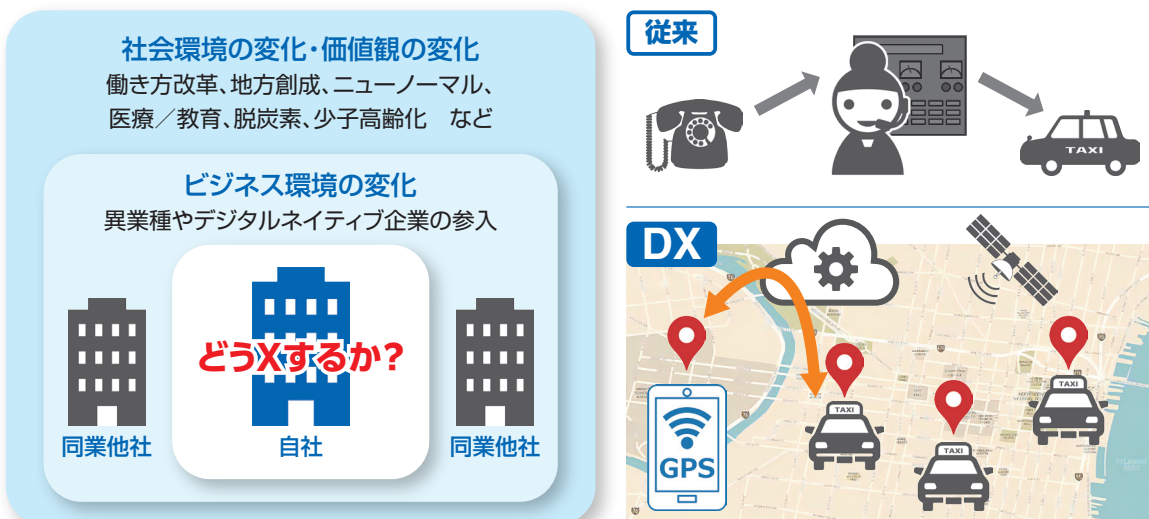 社会環境の変化・価値観の変化
働き方改革、地方創成、ニューノーマル、
医療／教育、脱炭素、少子高齢化　など
ビジネス環境の変化
異業種やデジタルネイティブ企業の参入
どうXするか?
同業他社
自社
同業他社
従来
TAXI
DX
GPS
TAXI
TAXI
TAXI